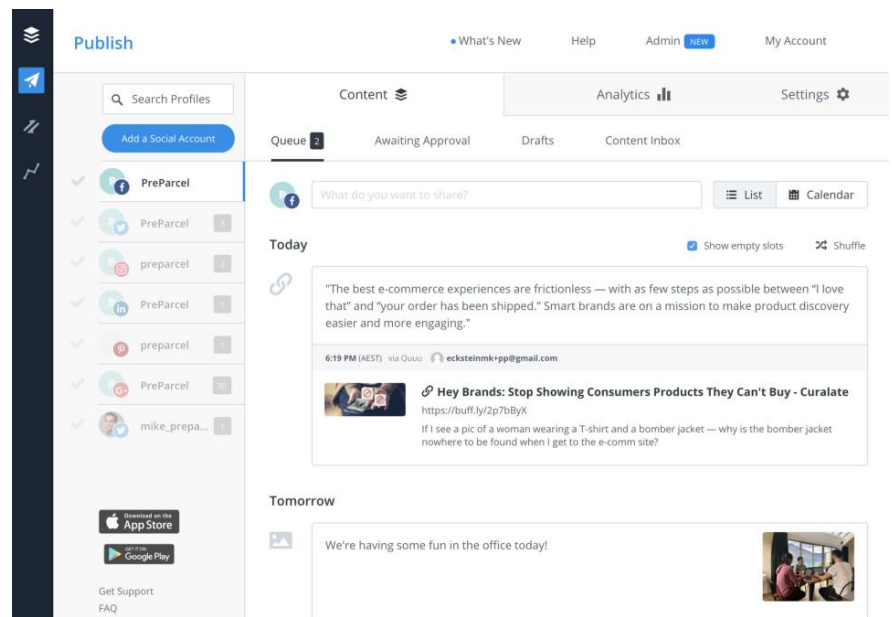 Publish
What's New
Help
Admin NEW
My Account
Search Profiles
Add a Social Account
PreParcel
PreParcel
preparcel 2
PreParcel 1
preparcel 1
PreParcel
mike_prepa... 1
Download on the
App Store
GET IT ON
Google Play
Get Support
FAQ
Content
Analytics
Settings
Queue 2
Awaiting Approval
Drafts
Content Inbox
What do you want to share?
List
Calendar
Today
Show empty slots
Shuffle
"The best e-commerce experiences are frictionless — with as few steps as possible between “I love
that” and “your order has been shipped.” Smart brands are on a mission to make product discovery
easier and more engaging."
6:19 PM (AEST) via Quuu ecksteinmk+pp@gmail.com
Hey Brands: Stop Showing Consumers Products They Can't Buy - Curalate
https://buff.ly/2p7bByX
If I see a pic of a woman wearing a T-shirt and a bomber jacket — why is the bomber jacket
nowhere to be found when I get to the e-comm site?
Tomorrow
We're having some fun in the office today!